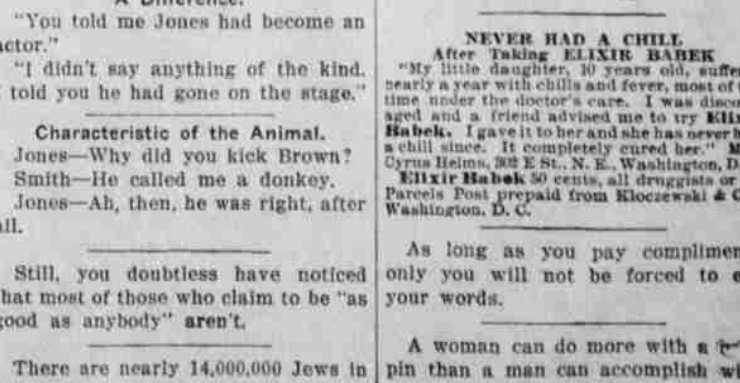 A Difference.
"You told me Jones had become an
actor."
"I didn't say anything of the kind.
I told you he had gone on the stage."
Characteristic of the Animal.
Jones—Why did you kick Brown?
Smith—He called me a donkey.
Jones—Ah, then, he was right, after
all.
Still, you doubtless have noticed
that most of those who claim to be "as
good as anybody" aren't.
There are nearly 14,000,000 Jews in
NEVER HAD A CHILL
After Taking ELIXIR BABEK
"My little daughter, 10 years old, suffe
nearly a year with chills and fever, most of
time under the doctor's care. I was disco
aged and a friend advised me to try Elix
Babek. I gave it to her and she has never h
a chill since. It completely cured her." M
Cyrus Helms, 302 E St., N. E., Washington, D
Elixir Babek 50 cents, all druggists or
Parcels Post prepaid from Kloczewski & C
Washington, D. C.
As long as you pay complimen
only you will not be forced to e
your words.
A woman can do more with a
pin than a man can accomplish wi